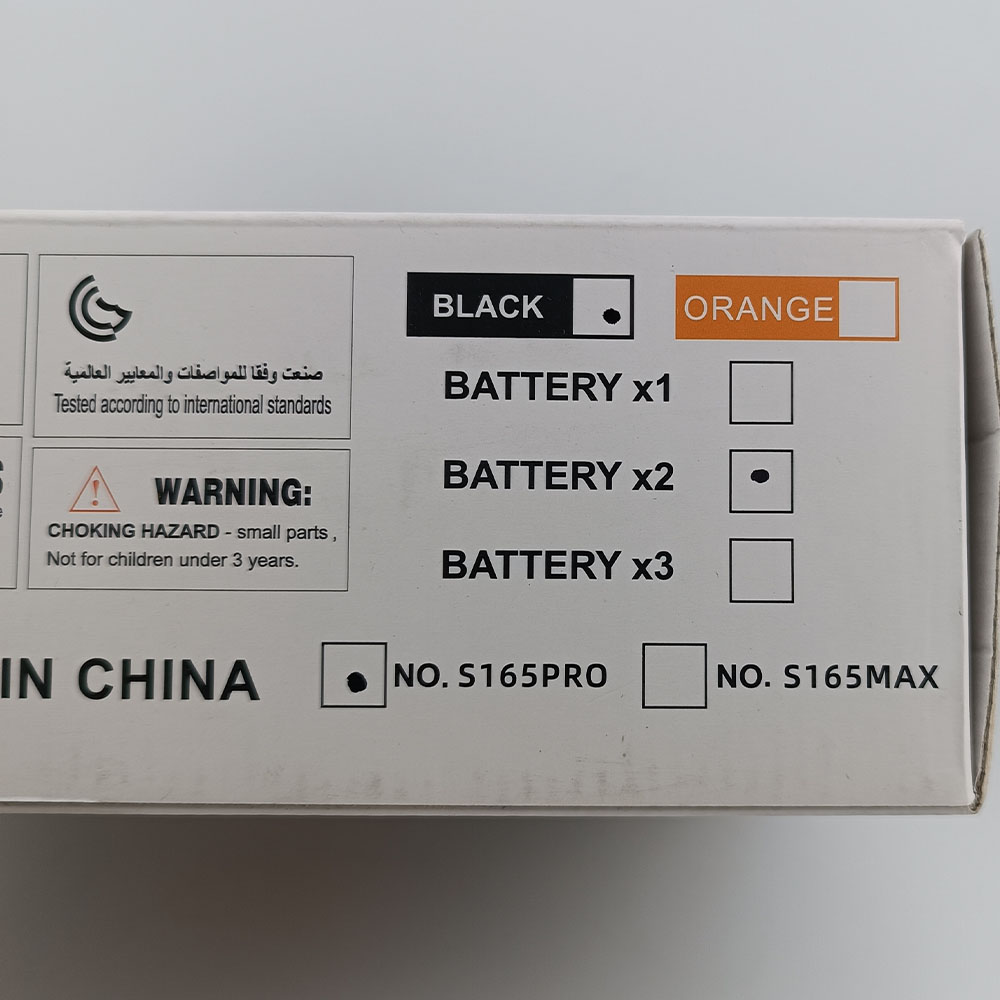 صنعت وفقا للمواصفات والمعايير العالمية
Tested according to international standards
WARNING:
CHOKING HAZARD - small parts,
Not for children under 3 years.
IN CHINA
BLACK
ORANGE
BATTERY x1
BATTERY x2
BATTERY x3
NO. S165PRO
NO. S165MAX